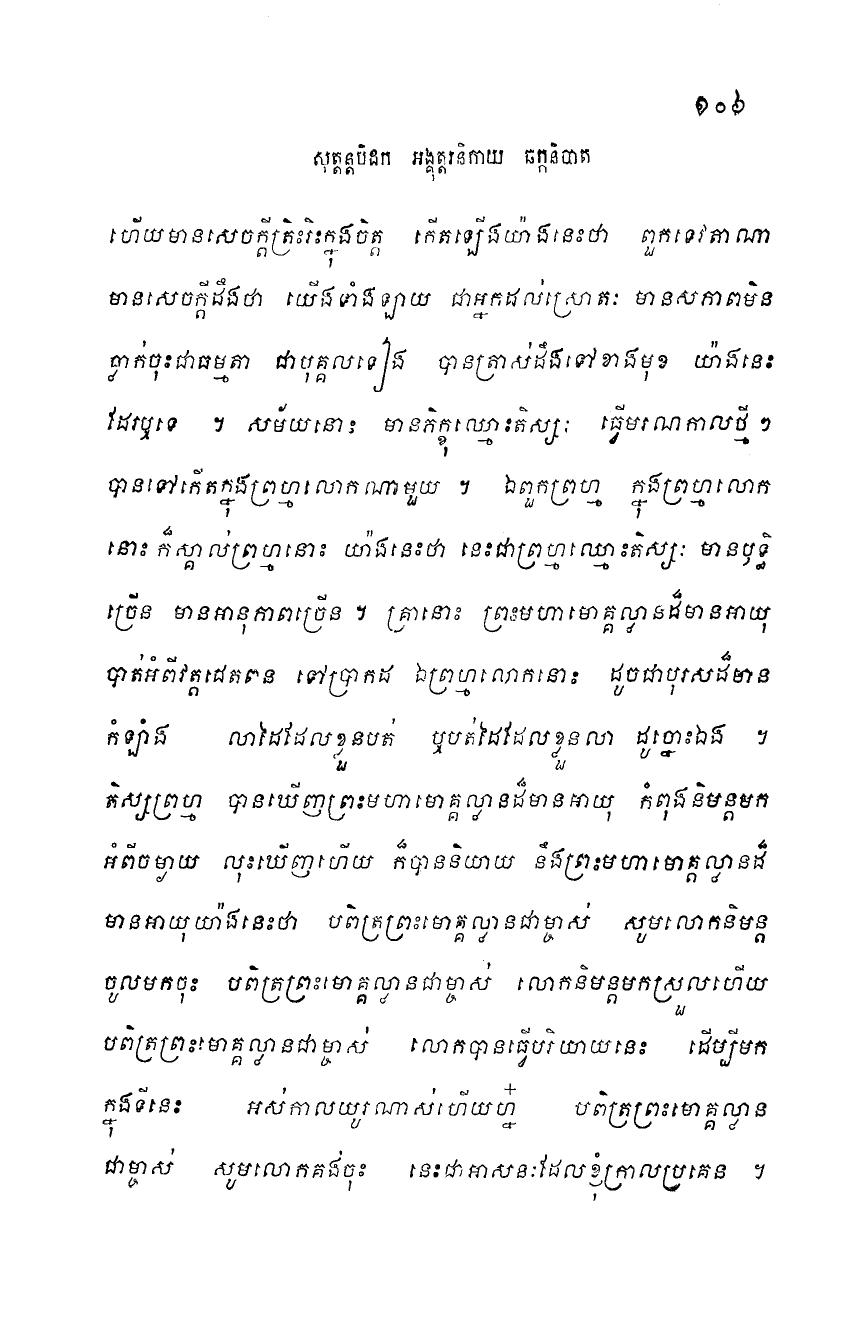 ១០៦
សុត្តន្តបិដក អង្គុត្តរនិកាយ ឆក្កនិបាត
ហើយមានសេចក្តីត្រិះរិះក្នុងចិត្ត កើតឡើងយ៉ាងនេះថា ពួកទេវតាណា
មានសេចក្តីដឹងថា យើងទាំងឡាយ ជាអ្នកដល់ស្រោតៈ មានសភាពមិន
ធ្លាក់ចុះជាធម្មតា ជាបុគ្គលទៀង បានត្រាស់ដឹងទៅខាងមុខ យ៉ាងនេះ
ដែរឬទេ ។ សម័យនោះ មានភិក្ខុឈ្មោះតិស្សៈ ធ្វើមរណកាលថ្មីៗ
បានទៅកើតក្នុងព្រហ្មលោកណាមួយ ។ ឯពួកព្រហ្ម ក្នុងព្រហ្មលោក
នោះ ក៏ស្គាល់ព្រហ្មនោះ យ៉ាងនេះថា នេះជាព្រហ្មឈ្មោះតិស្សៈ មានឫទ្ធិ
ច្រើន មានអានុភាពច្រើន ។ គ្រានោះ ព្រះមហាមោគ្គល្លានដ៏មានអាយុ
បាត់អំពីវត្តជេតពន ទៅប្រាកដ ឯព្រហ្មលោកនោះ ដូចជាបុរសដ៏មាន
កំឡាំង លាដៃដែលខ្លួនបត់ ឬបត់ដៃដែលខ្លួនលា ដូច្នោះឯង ។
តិស្សព្រហ្ម បានឃើញព្រះមហាមោគ្គល្លានដ៏មានអាយុ កំពុងនិមន្តមក
អំពីចម្ងាយ លុះឃើញហើយ ក៏បាននិយាយ នឹងព្រះមហាមោគ្គល្លានដ៏
មានអាយុយ៉ាងនេះថា បពិត្រព្រះមោគ្គល្លានជាម្ចាស់ សូមលោកនិមន្ត
ចូលមកចុះ បពិត្រព្រះមោគ្គល្លានជាម្ចាស់ លោកនិមន្តមកស្រួលហើយ
បពិត្រព្រះមោគ្គល្លានជាម្ចាស់ លោកបានធ្វើបរិយាយនេះ ដើម្បីមក
ក្នុងទីនេះ អស់កាលយូរណាស់ហើយហ្ន៎ បពិត្រព្រះមោគ្គល្លាន
ជាម្ចាស់ សូមលោកគង់ចុះ នេះជាអាសនៈដែលខ្ញុំក្រាលប្រគេន ។